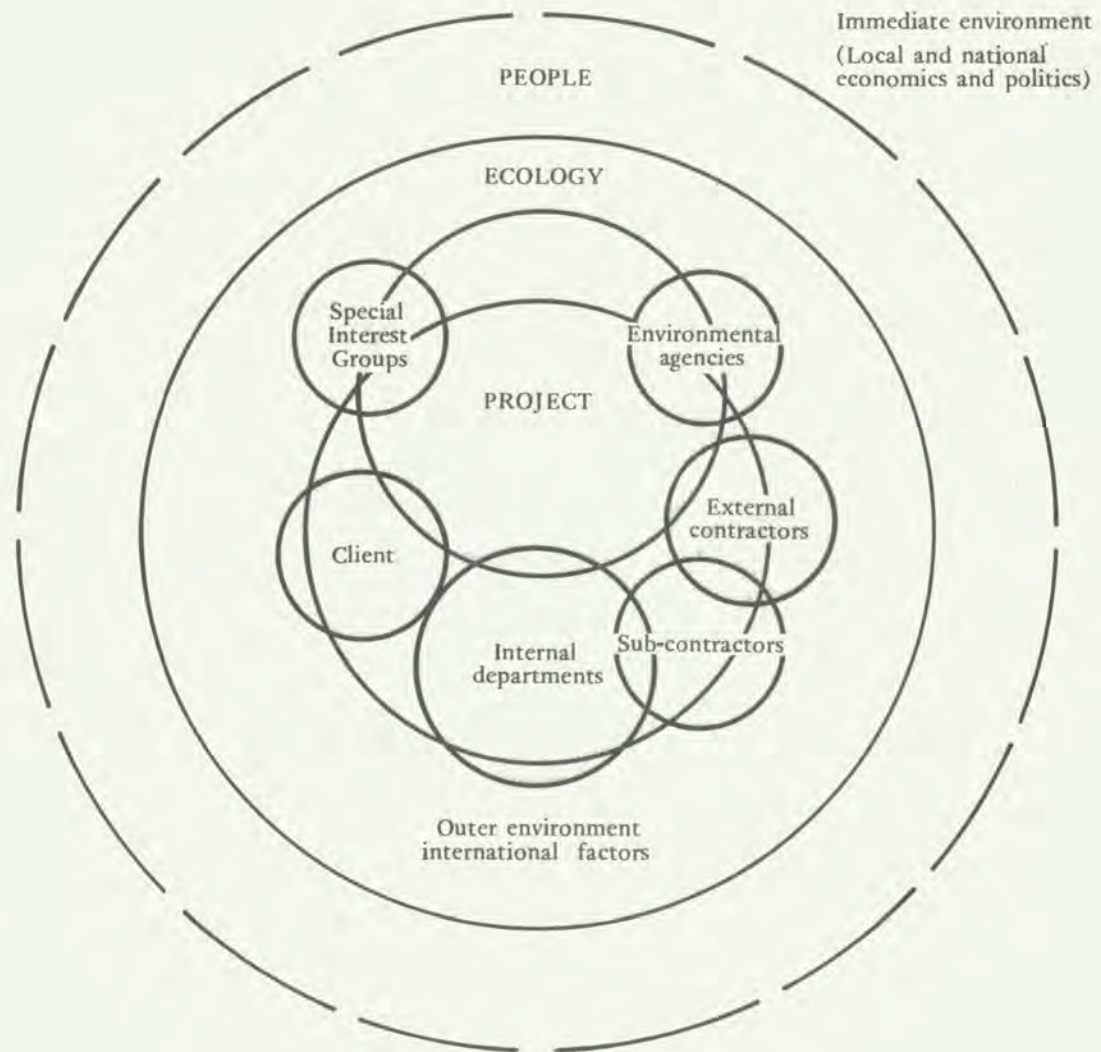 Immediate environment
(Local and national
economics and politics)
PEOPLE
ECOLOGY
Special
Interest
Groups
Environmental
agencies
PROJECT
External
contractors
Client
Internal
departments
Sub-contractors
Outer environment
international factors